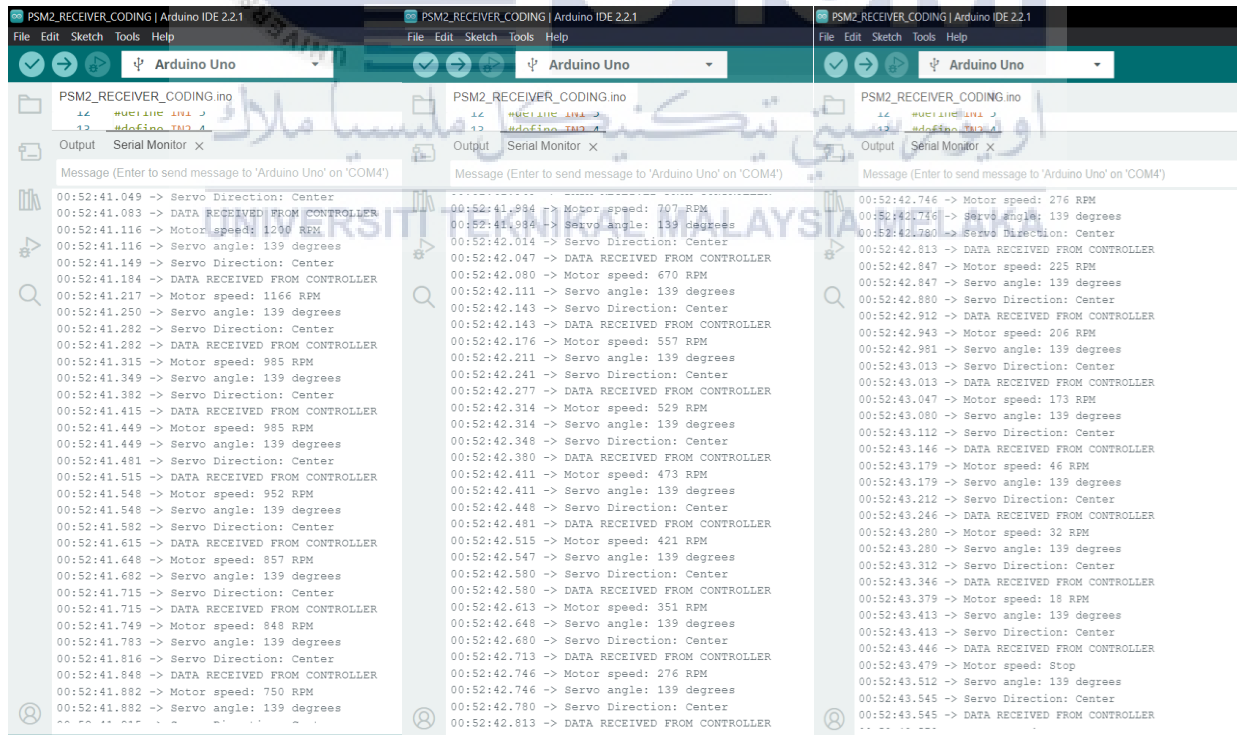 PSM2_RECEIVER_CODING | Arduino IDE 2.2.1
File Edit Sketch Tools Help
Arduino Uno
PSM2_RECEIVER_CODING.ino
12 #define IN1 5
13 #define IN2 4
Output Serial Monitor ×
Message (Enter to send message to 'Arduino Uno' on 'COM4')
00:52:41.049 -> Servo Direction: Center
00:52:41.083 -> DATA RECEIVED FROM CONTROLLER
00:52:41.116 -> Motor speed: 1200 RPM
00:52:41.116 -> Servo angle: 139 degrees
00:52:41.149 -> Servo Direction: Center
00:52:41.184 -> DATA RECEIVED FROM CONTROLLER
00:52:41.217 -> Motor speed: 1166 RPM
00:52:41.250 -> Servo angle: 139 degrees
00:52:41.282 -> Servo Direction: Center
00:52:41.282 -> DATA RECEIVED FROM CONTROLLER
00:52:41.315 -> Motor speed: 985 RPM
00:52:41.349 -> Servo angle: 139 degrees
00:52:41.382 -> Servo Direction: Center
00:52:41.415 -> DATA RECEIVED FROM CONTROLLER
00:52:41.449 -> Motor speed: 985 RPM
00:52:41.449 -> Servo angle: 139 degrees
00:52:41.481 -> Servo Direction: Center
00:52:41.515 -> DATA RECEIVED FROM CONTROLLER
00:52:41.548 -> Motor speed: 952 RPM
00:52:41.548 -> Servo angle: 139 degrees
00:52:41.582 -> Servo Direction: Center
00:52:41.615 -> DATA RECEIVED FROM CONTROLLER
00:52:41.648 -> Motor speed: 857 RPM
00:52:41.682 -> Servo angle: 139 degrees
00:52:41.715 -> Servo Direction: Center
00:52:41.715 -> DATA RECEIVED FROM CONTROLLER
00:52:41.749 -> Motor speed: 848 RPM
00:52:41.783 -> Servo angle: 139 degrees
00:52:41.816 -> Servo Direction: Center
00:52:41.848 -> DATA RECEIVED FROM CONTROLLER
00:52:41.882 -> Motor speed: 750 RPM
00:52:41.882 -> Servo angle: 139 degrees
PSM2_RECEIVER_CODING | Arduino IDE 2.2.1
File Edit Sketch Tools Help
Arduino Uno
PSM2_RECEIVER_CODING.ino
12 #define IN1 5
13 #define IN2 4
Output Serial Monitor ×
Message (Enter to send message to 'Arduino Uno' on 'COM4')
00:52:41.984 -> Motor speed: 707 RPM
00:52:41.984 -> Servo angle: 139 degrees
00:52:42.014 -> Servo Direction: Center
00:52:42.047 -> DATA RECEIVED FROM CONTROLLER
00:52:42.080 -> Motor speed: 670 RPM
00:52:42.111 -> Servo angle: 139 degrees
00:52:42.143 -> Servo Direction: Center
00:52:42.143 -> DATA RECEIVED FROM CONTROLLER
00:52:42.176 -> Motor speed: 557 RPM
00:52:42.211 -> Servo angle: 139 degrees
00:52:42.241 -> Servo Direction: Center
00:52:42.277 -> DATA RECEIVED FROM CONTROLLER
00:52:42.314 -> Motor speed: 529 RPM
00:52:42.314 -> Servo angle: 139 degrees
00:52:42.348 -> Servo Direction: Center
00:52:42.380 -> DATA RECEIVED FROM CONTROLLER
00:52:42.411 -> Motor speed: 473 RPM
00:52:42.411 -> Servo angle: 139 degrees
00:52:42.448 -> Servo Direction: Center
00:52:42.481 -> DATA RECEIVED FROM CONTROLLER
00:52:42.515 -> Motor speed: 421 RPM
00:52:42.547 -> Servo angle: 139 degrees
00:52:42.580 -> Servo Direction: Center
00:52:42.580 -> DATA RECEIVED FROM CONTROLLER
00:52:42.613 -> Motor speed: 351 RPM
00:52:42.648 -> Servo angle: 139 degrees
00:52:42.680 -> Servo Direction: Center
00:52:42.713 -> DATA RECEIVED FROM CONTROLLER
00:52:42.746 -> Motor speed: 276 RPM
00:52:42.746 -> Servo angle: 139 degrees
00:52:42.780 -> Servo Direction: Center
00:52:42.813 -> DATA RECEIVED FROM CONTROLLER
PSM2_RECEIVER_CODING | Arduino IDE 2.2.1
File Edit Sketch Tools Help
Arduino Uno
PSM2_RECEIVER_CODING.ino
12 #define IN1 5
13 #define IN2 4
Output Serial Monitor ×
Message (Enter to send message to 'Arduino Uno' on 'COM4')
00:52:42.746 -> Motor speed: 276 RPM
00:52:42.746 -> Servo angle: 139 degrees
00:52:42.780 -> Servo Direction: Center
00:52:42.813 -> DATA RECEIVED FROM CONTROLLER
00:52:42.847 -> Motor speed: 225 RPM
00:52:42.847 -> Servo angle: 139 degrees
00:52:42.880 -> Servo Direction: Center
00:52:42.912 -> DATA RECEIVED FROM CONTROLLER
00:52:42.943 -> Motor speed: 206 RPM
00:52:42.981 -> Servo angle: 139 degrees
00:52:43.013 -> Servo Direction: Center
00:52:43.013 -> DATA RECEIVED FROM CONTROLLER
00:52:43.047 -> Motor speed: 173 RPM
00:52:43.080 -> Servo angle: 139 degrees
00:52:43.112 -> Servo Direction: Center
00:52:43.146 -> DATA RECEIVED FROM CONTROLLER
00:52:43.179 -> Motor speed: 46 RPM
00:52:43.179 -> Servo angle: 139 degrees
00:52:43.212 -> Servo Direction: Center
00:52:43.246 -> DATA RECEIVED FROM CONTROLLER
00:52:43.280 -> Motor speed: 32 RPM
00:52:43.280 -> Servo angle: 139 degrees
00:52:43.312 -> Servo Direction: Center
00:52:43.346 -> DATA RECEIVED FROM CONTROLLER
00:52:43.379 -> Motor speed: 18 RPM
00:52:43.413 -> Servo angle: 139 degrees
00:52:43.413 -> Servo Direction: Center
00:52:43.446 -> DATA RECEIVED FROM CONTROLLER
00:52:43.479 -> Motor speed: Stop
00:52:43.512 -> Servo angle: 139 degrees
00:52:43.545 -> Servo Direction: Center
00:52:43.545 -> DATA RECEIVED FROM CONTROLLER
اونيورسيتي تيكنيكل مليسيا ملاك
UNIVERSITI TEKNIKAL MALAYSIA MELAKA